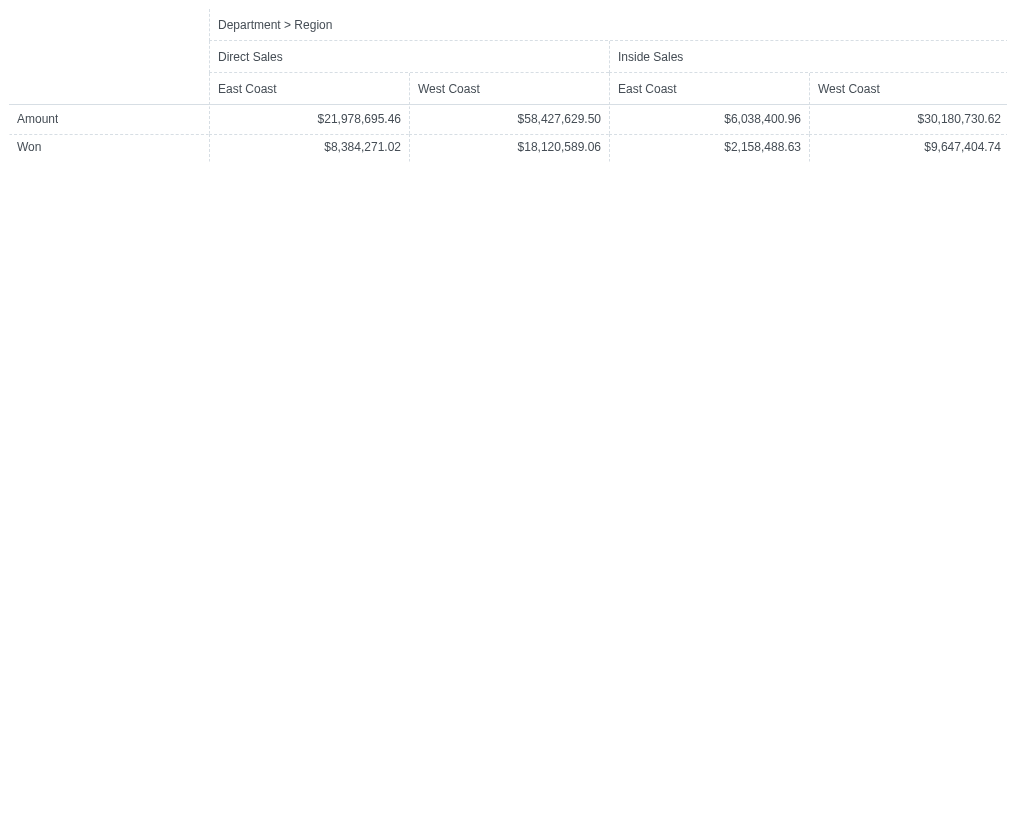 Department > Region
Direct Sales Inside Sales
East Coast West Coast East Coast West Coast
Amount $21,978,695.46 $58,427,629.50 $6,038,400.96 $30,180,730.62
Won $8,384,271.02 $18,120,589.06 $2,158,488.63 $9,647,404.74